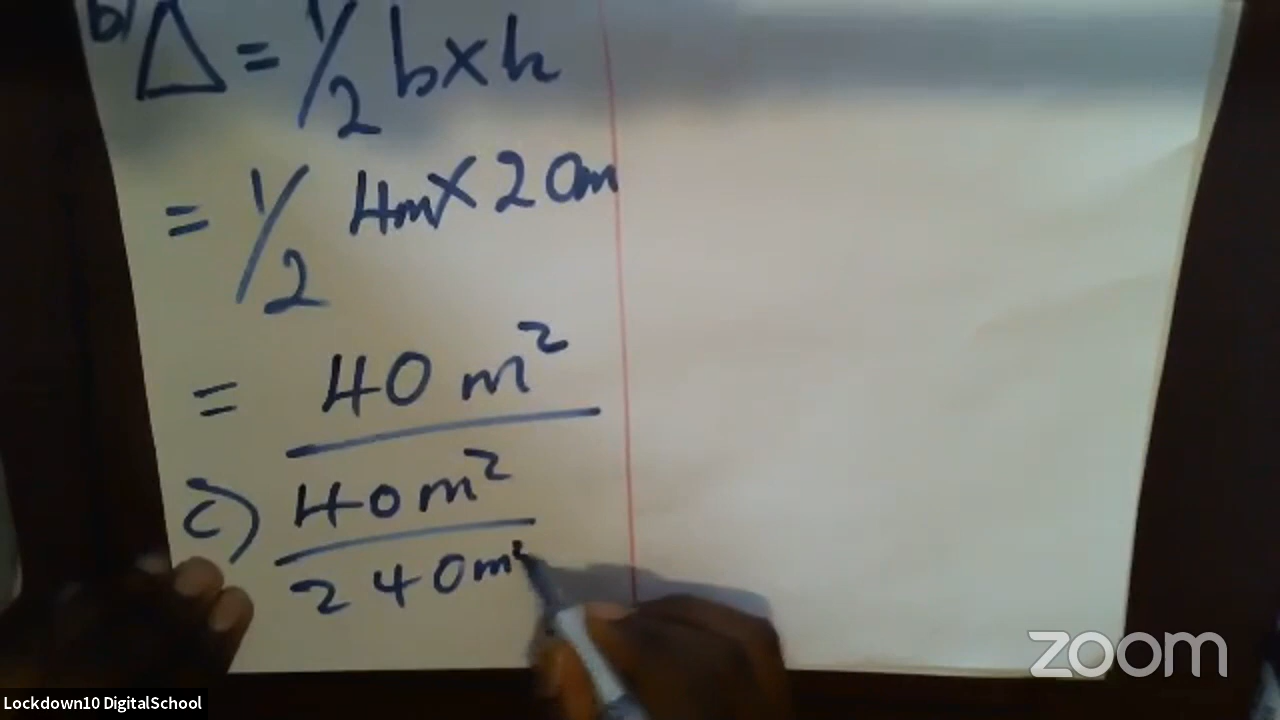 b) Δ = 1/2 b x h
= 1/2 4m x 20m
= 40 m²
c) 40m²
240m²
zoom
Lockdown10 DigitalSchool